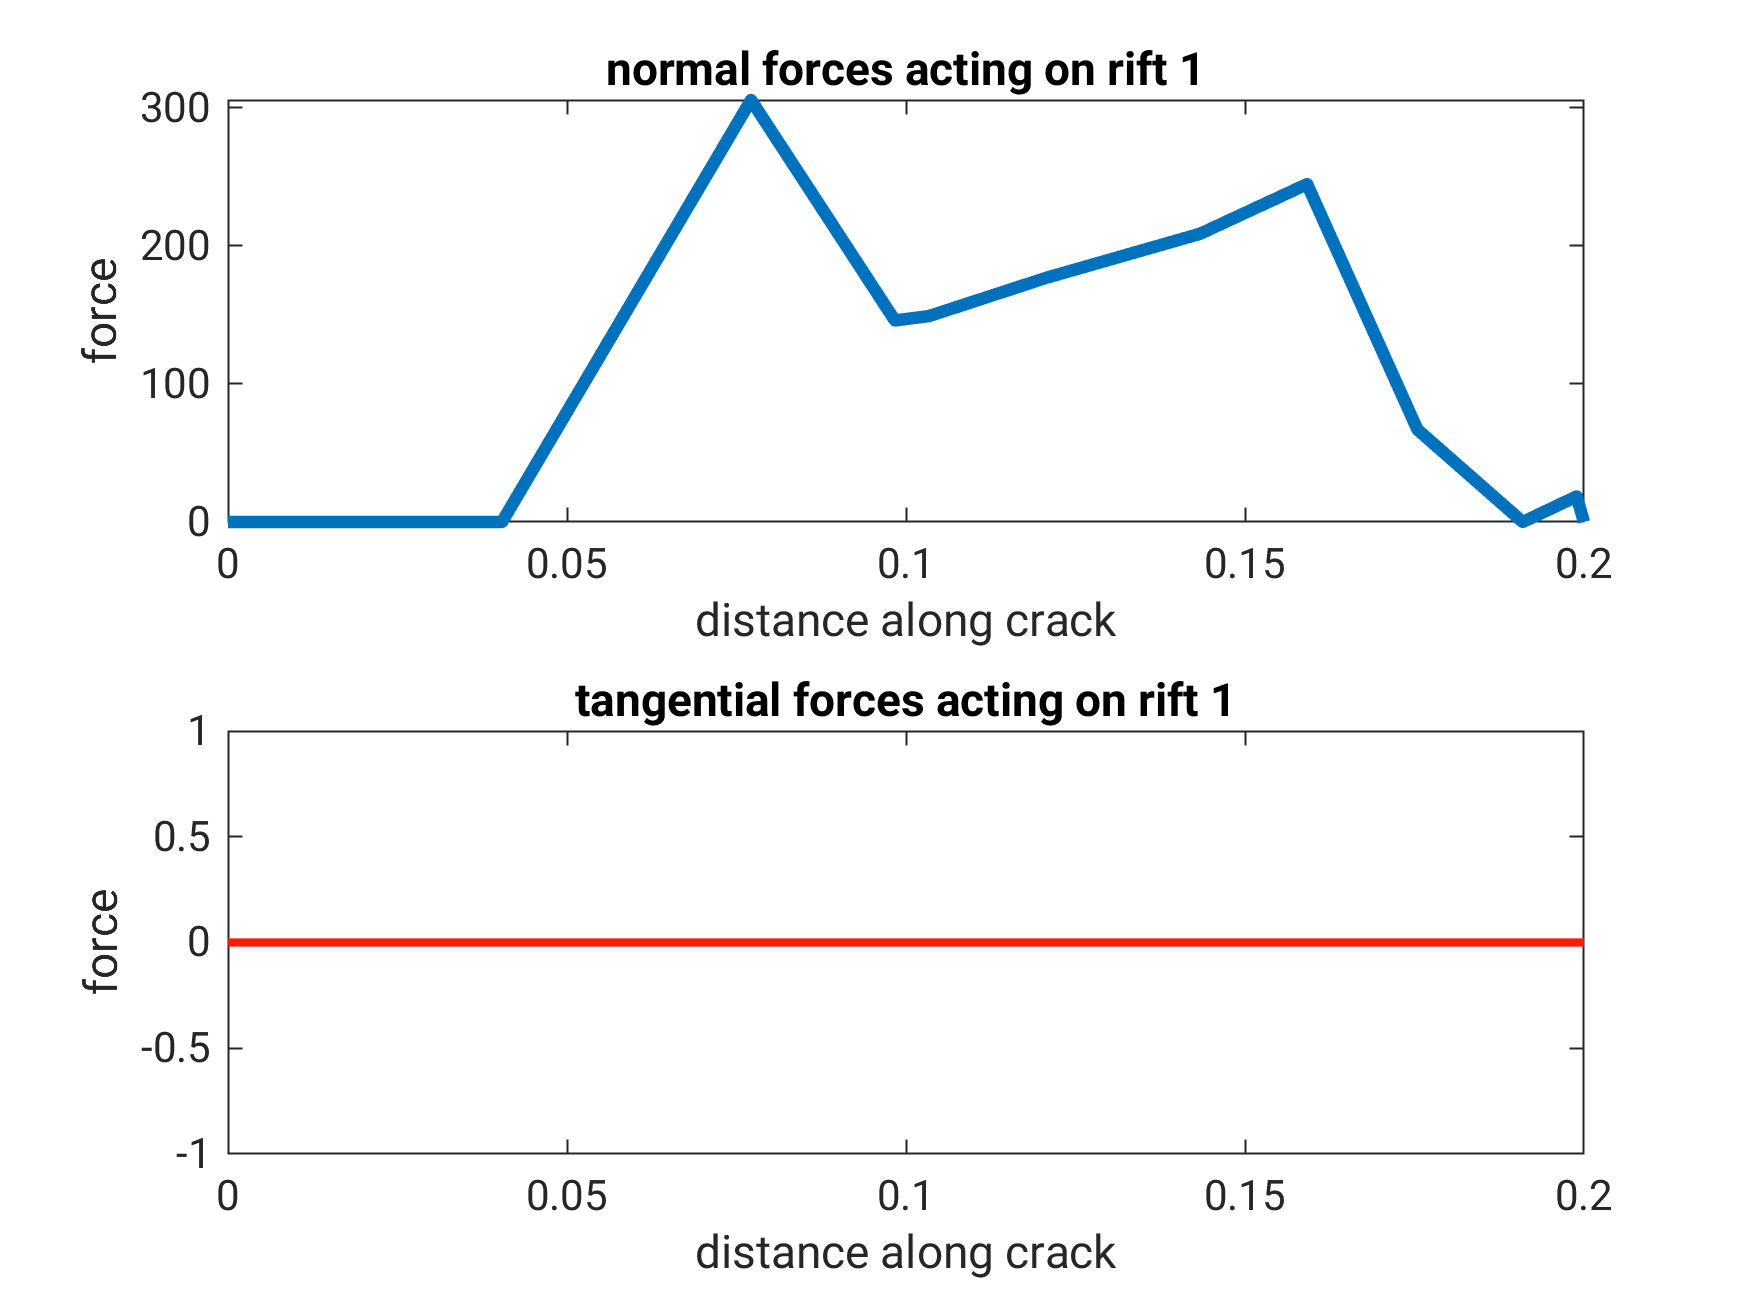 normal forces acting on rift 1
300
200
100
0
force
0 0.05 0.1 0.15 0.2
distance along crack
tangential forces acting on rift 1
1
0.5
0
-0.5
-1
force
0 0.05 0.1 0.15 0.2
distance along crack